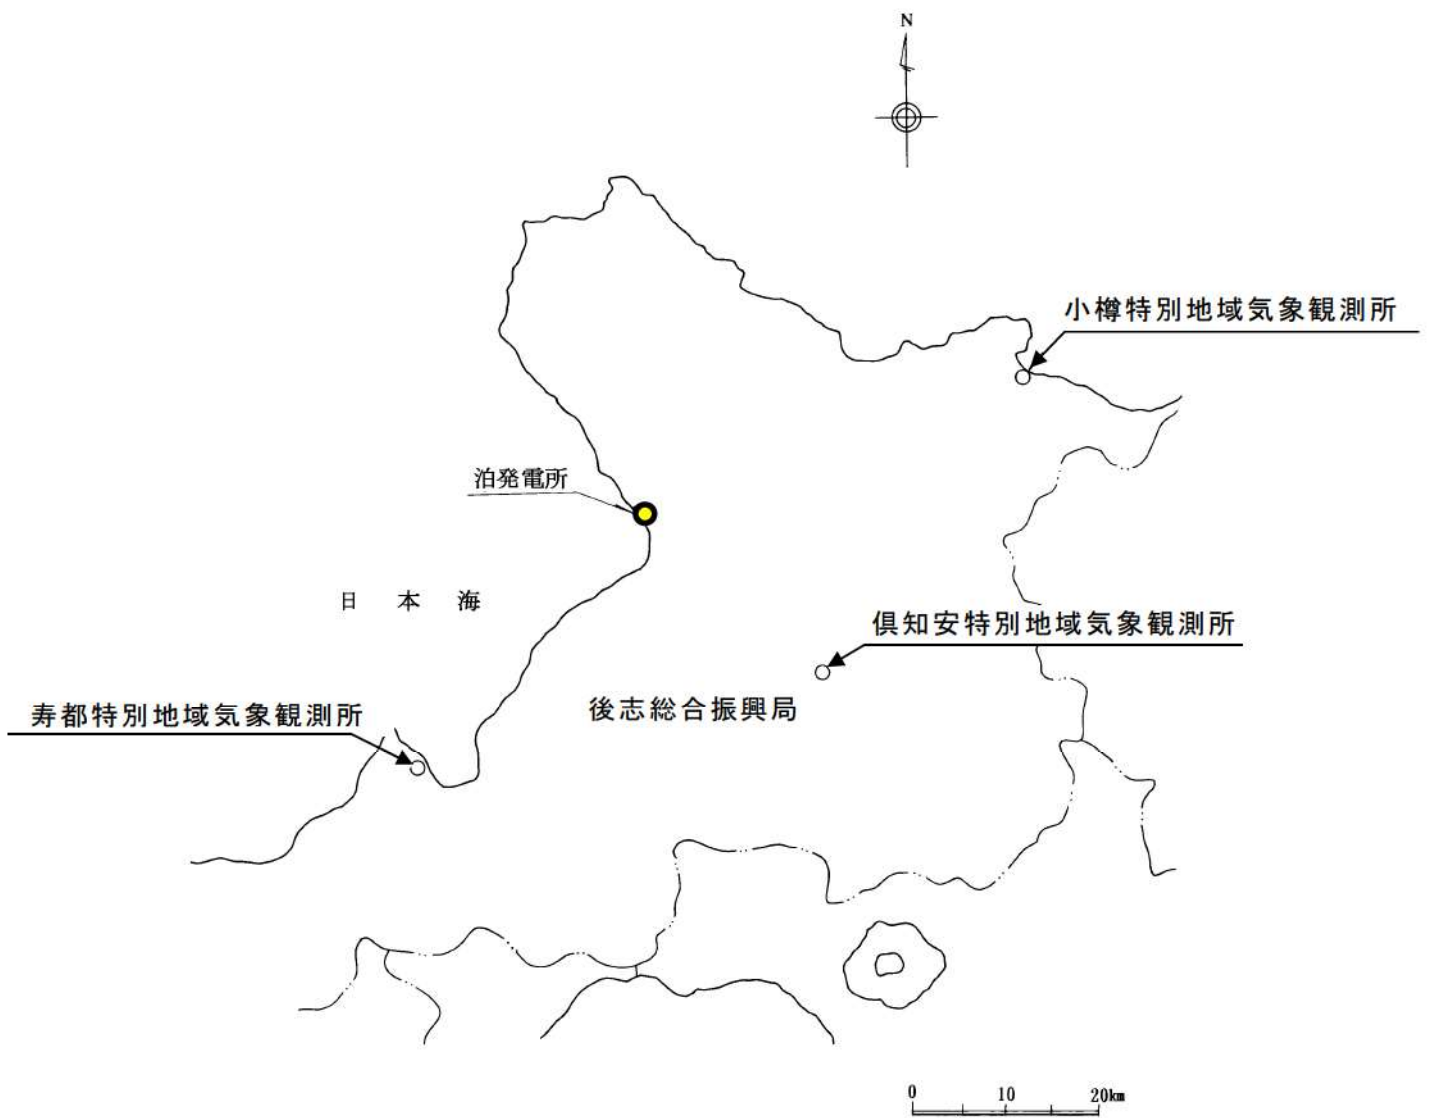 N
小樽特別地域気象観測所
泊発電所
日本海
倶知安特別地域気象観測所
後志総合振興局
寿都特別地域気象観測所
0 10 20km